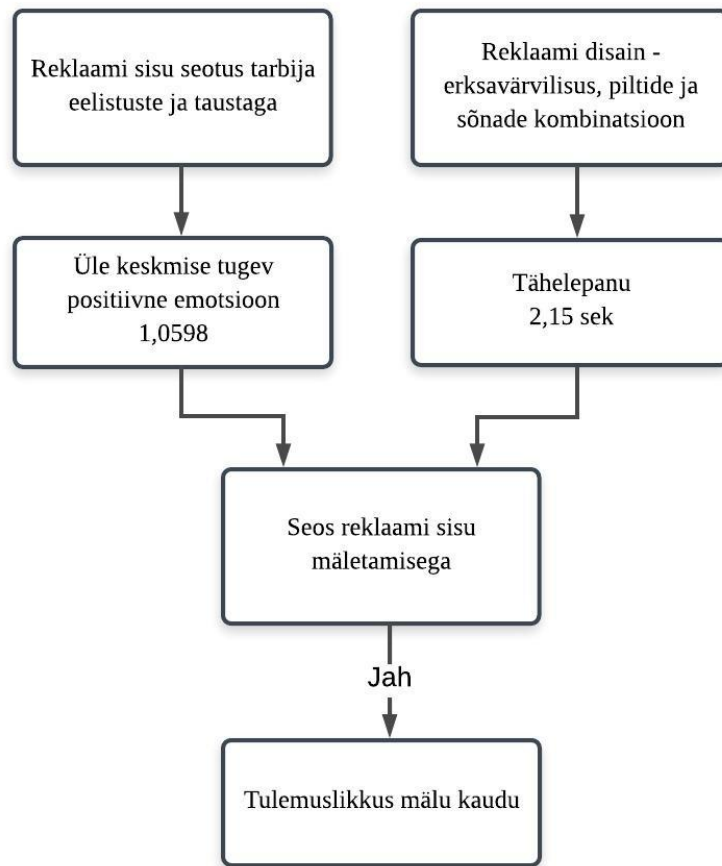 Reklaami sisu seotus tarbija
eelistuste ja taustaga
Reklaami disain -
erksavärvilisus, piltide ja
sõnade kombinatsioon
Üle keskmise tugev
positiivne emotsioon
1,0598
Tähelepanu
2,15 sek
Seos reklaami sisu
mäletamisega
Jah
Tulemuslikkus mälu kaudu